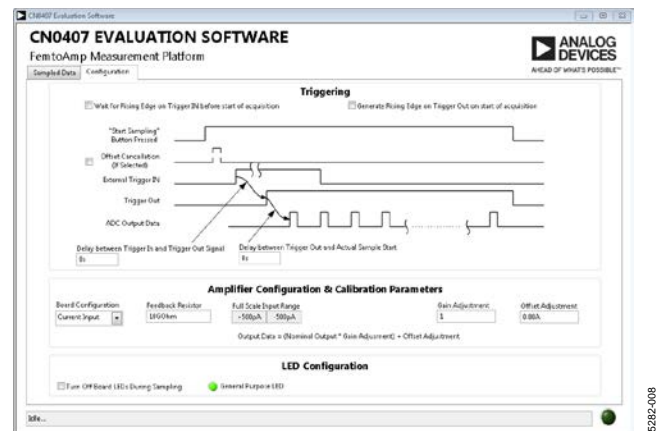 CN0407 Evaluation Software
CN0407 EVALUATION SOFTWARE
FemtoAmp Measurement Platform
ANALOG
DEVICES
AHEAD OF WHAT'S POSSIBLE™
Sampled Data Configuration
Triggering
Wait for Rising Edge on Trigger IN before start of acquisition
Generate Rising Edge on Trigger Out on start of acquisition
"Start Sampling"
Button Pressed
Offset Cancellation
(If Selected)
External Trigger IN
Trigger Out
ADC Output Data
Delay between Trigger In and Trigger Out Signal
Delay between Trigger Out and Actual Sample Start
0s
Amplifier Configuration & Calibration Parameters
Board Configuration Feedback Resistor Full Scale Input Range Gain Adjustment Offset Adjustment
Current Input 10GOhm +500pA -500pA 1 0.00A
Output Data = (Nominal Output * Gain Adjusment) + Offset Adjustment
LED Configuration
Turn Off Board LEDs During Sampling
General Purpose LED
Idle...
5282-008